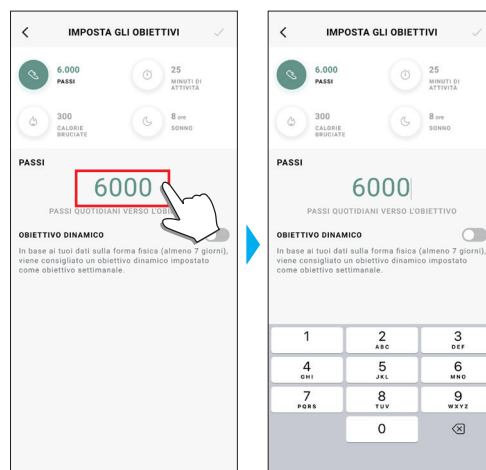 IMPOSTA GLI OBIETTIVI
6.000
PASSI
25
MINUTI DI
ATTIVITÀ
300
CALORIE
BRUCIATE
8 ore
SONNO
PASSI
6000
PASSI QUOTIDIANI VERSO L'OBIE
OBIETTIVO DINAMICO
In base ai tuoi dati sulla forma fisica (almeno 7 giorni),
viene consigliato un obiettivo dinamico impostato
come obiettivo settimanale.
IMPOSTA GLI OBIETTIVI
6.000
PASSI
25
MINUTI DI
ATTIVITÀ
300
CALORIE
BRUCIATE
8 ore
SONNO
PASSI
6000
PASSI QUOTIDIANI VERSO L'OBIETTIVO
OBIETTIVO DINAMICO
In base ai tuoi dati sulla forma fisica (almeno 7 giorni),
viene consigliato un obiettivo dinamico impostato
come obiettivo settimanale.
1 2 3
ABC DEF
4 5 6
GHI JKL MNO
7 8 9
PQRS TUV WXYZ
0